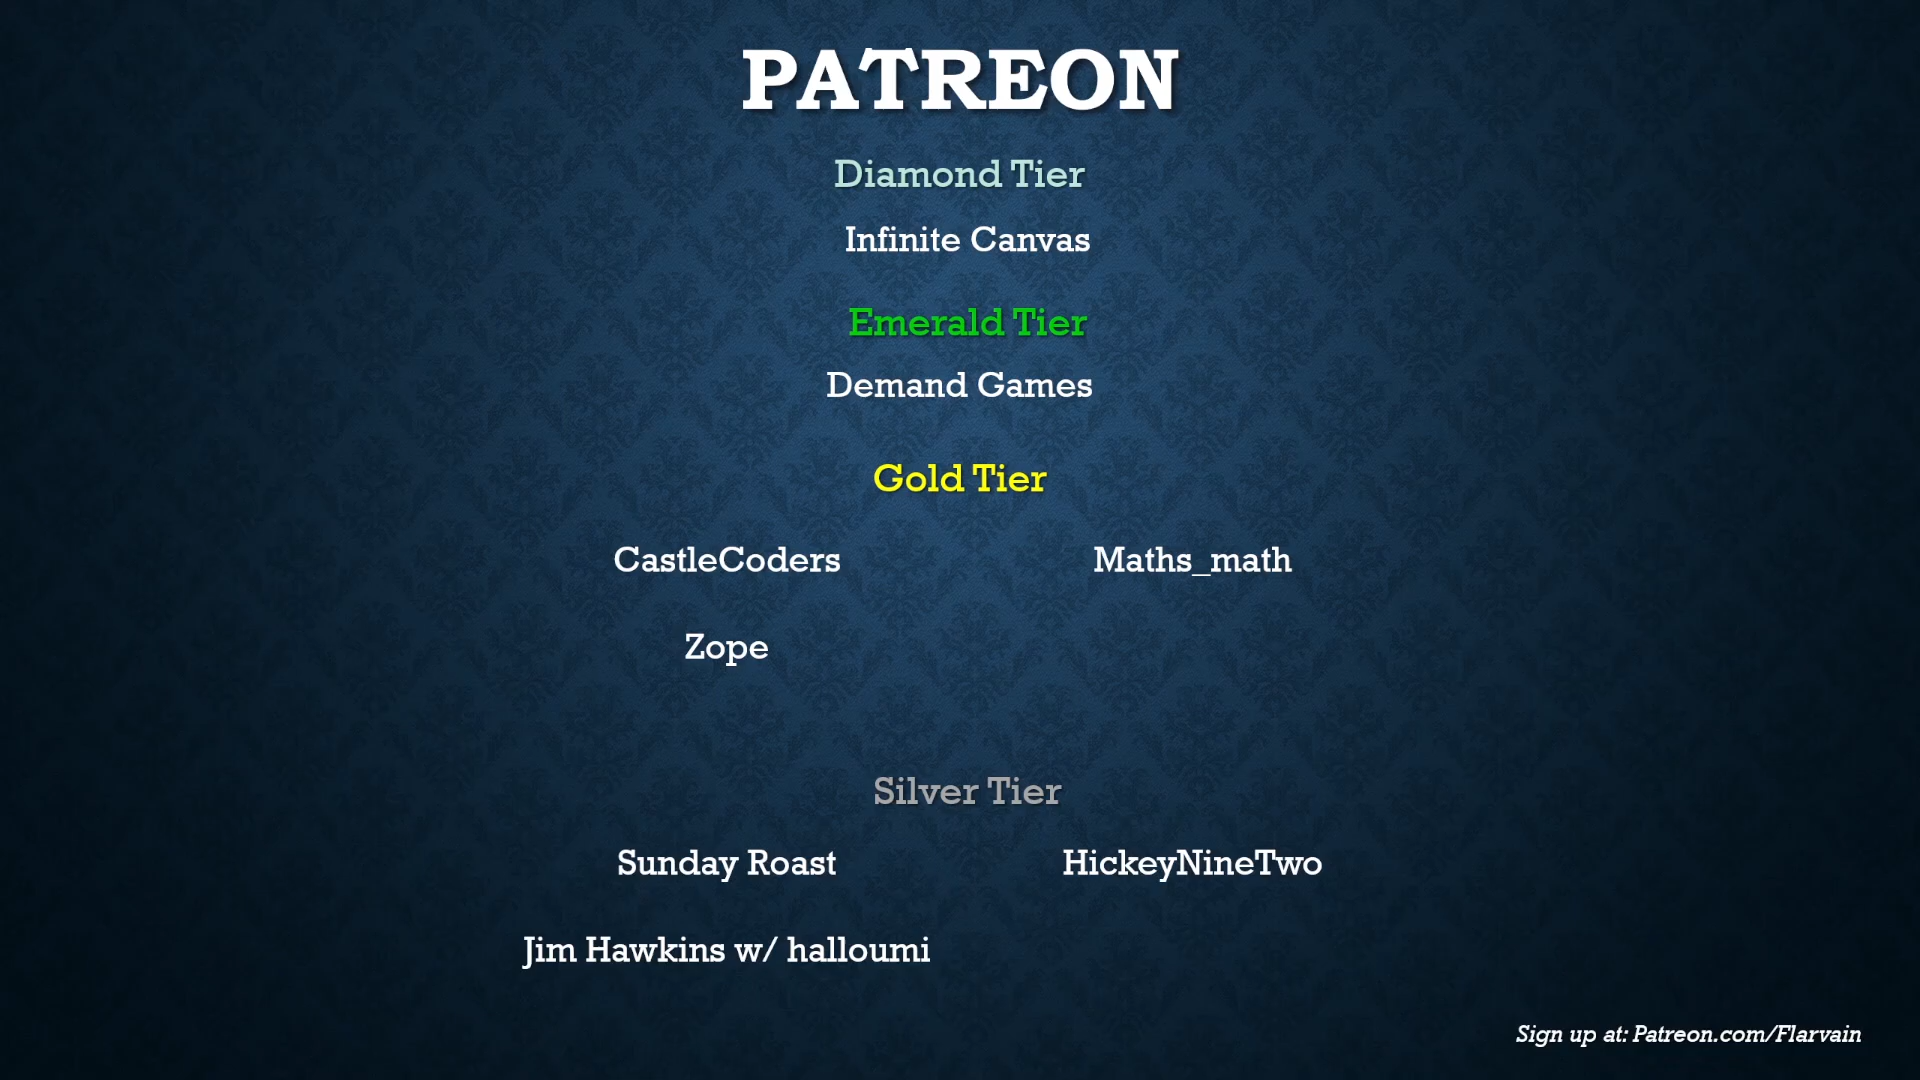 PATREON
Diamond Tier
Infinite Canvas
Emerald Tier
Demand Games
Gold Tier
CastleCoders Maths_math
Zope
Silver Tier
Sunday Roast HickeyNineTwo
Jim Hawkins w/ halloumi
Sign up at: Patreon.com/Flarvain